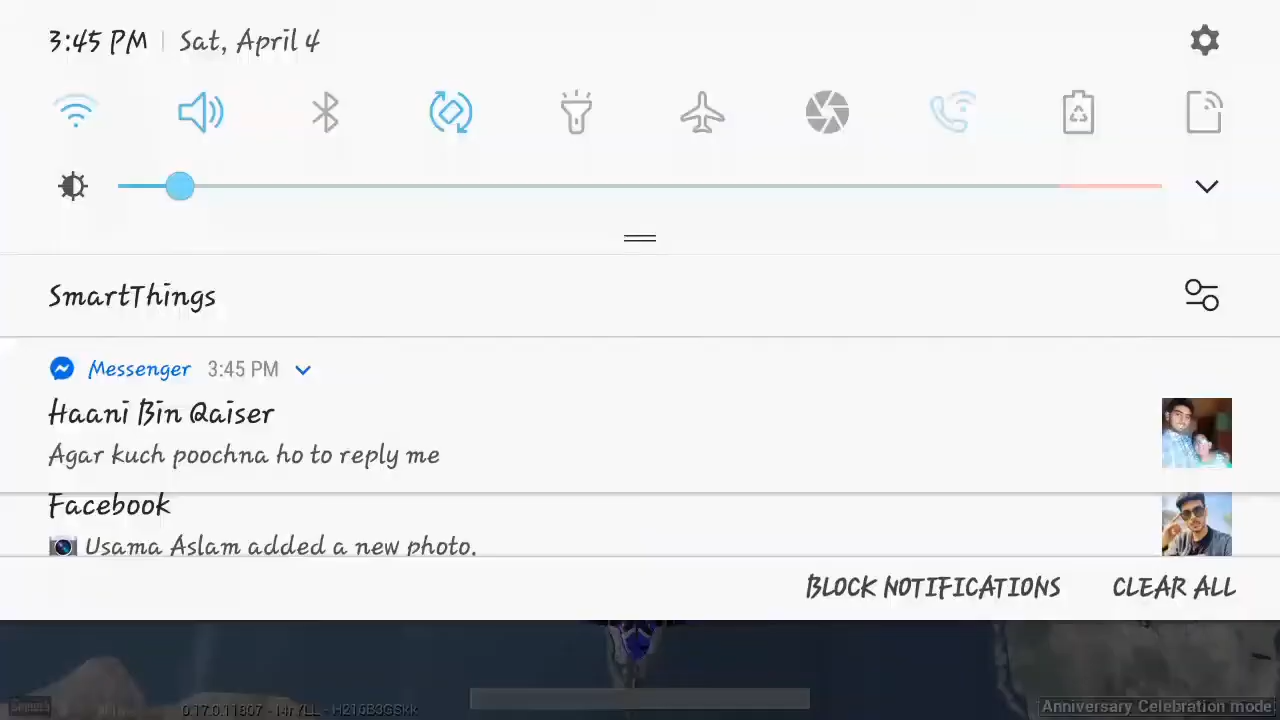 3:45 PM | Sat, April 4
SmartThings
Messenger 3:45 PM
Haani Bin Qaiser
Agar kuch poochna ho to reply me
Facebook
Usama Aslam added a new photo.
BLOCK NOTIFICATIONS CLEAR ALL
Anniversary Celebration mode